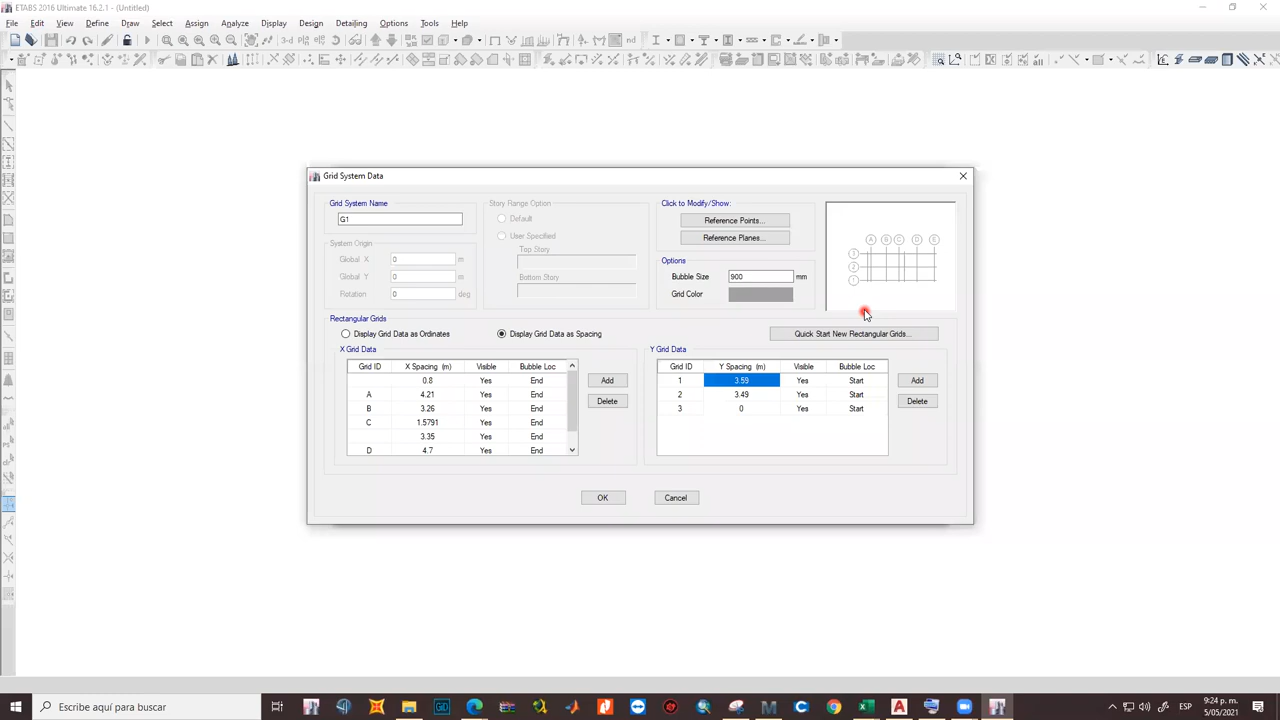 ETABS 2016 Ultimate 16.2.1 - (Untitled)
File Edit View Define Draw Select Assign Analyze Display Design Detailing Options Tools Help
3-d
nd
Grid System Data
Grid System Name
G1
System Origin
Global X 0 m
Global Y 0 m
Rotation 0 deg
Story Range Option
Default
User Specified
Top Story
Bottom Story
Click to Modify/Show:
Reference Points...
Reference Planes...
Options
Bubble Size 900 mm
Grid Color
A B C D E
3
2
1
Rectangular Grids
Display Grid Data as Ordinates Display Grid Data as Spacing Quick Start New Rectangular Grids...
X Grid Data
Grid ID X Spacing (m) Visible Bubble Loc
0.8 Yes End
A 4.21 Yes End
B 3.26 Yes End
C 1.5791 Yes End
3.35 Yes End
D 4.7 Yes End
Add
Delete
Y Grid Data
Grid ID Y Spacing (m) Visible Bubble Loc
1 3.59 Yes Start
2 3.49 Yes Start
3 0 Yes Start
Add
Delete
OK Cancel
Escribe aquí para buscar
ESP
9:24 p. m.
5/05/2021